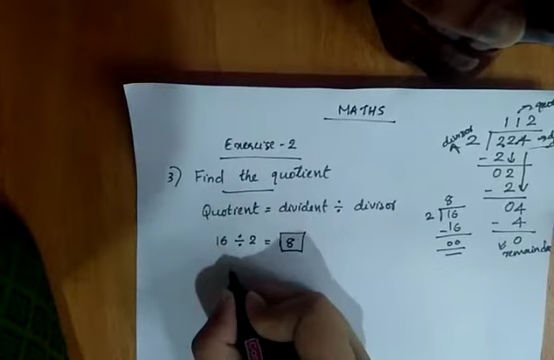 MATHS
Exercise - 2
3) Find the quotient
Quotient = divident ÷ divisor
16 ÷ 2 = 8
8
2 16
-16
00
112
divisor
2 224
- 2
02
- 2
04
- 4
0